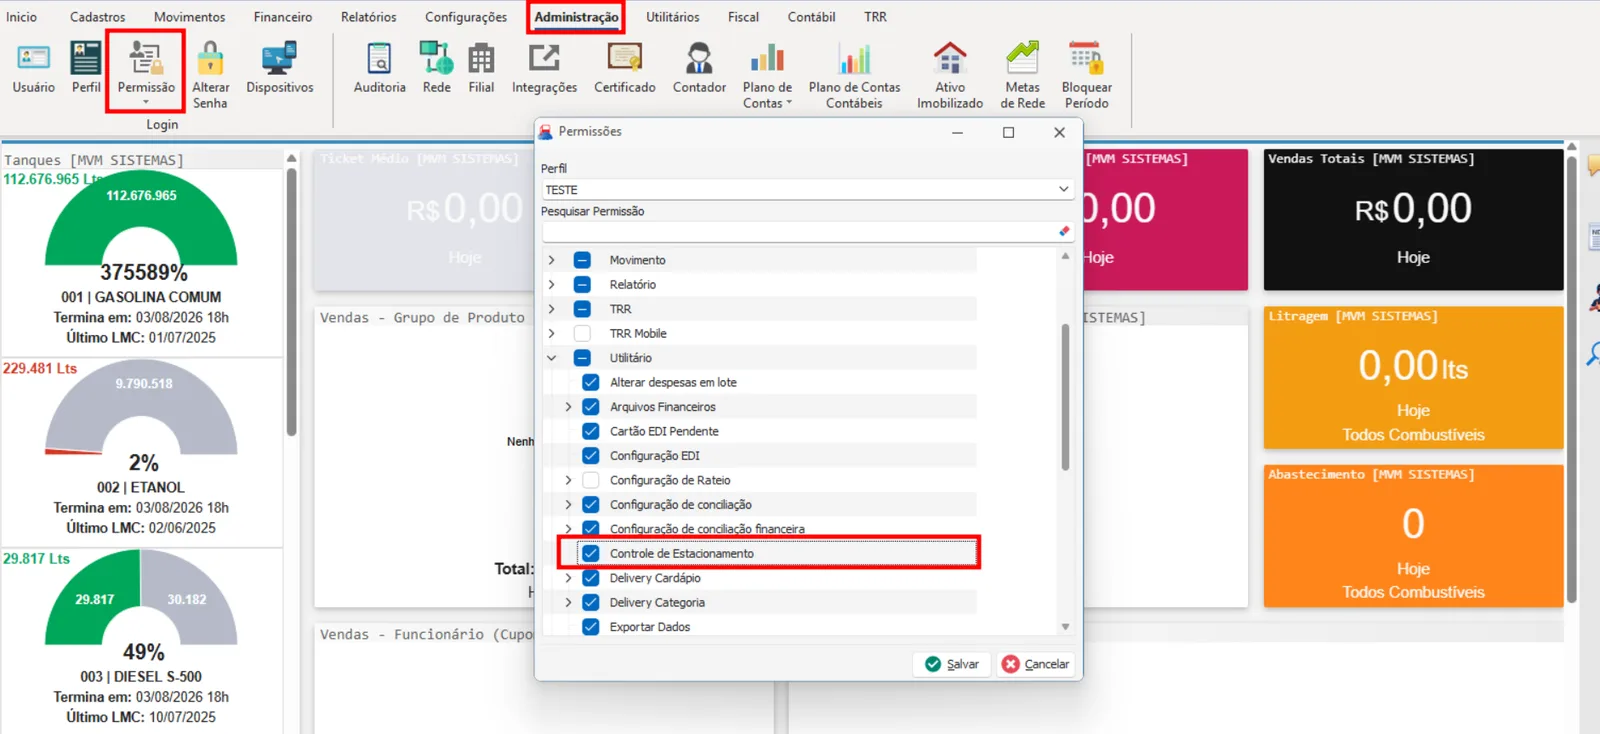 Inicio Cadastros Movimentos Financeiro Relatórios Configurações Administração Utilitários Fiscal Contábil TRR
Usuário Perfil Permissão Alterar Senha Dispositivos Auditoria Rede Filial Integrações Certificado Contador Plano de Contas Plano de Contas Contábeis Ativo Imobilizado Metas de Rede Bloquear Período
Login
Tanques [MVM SISTEMAS]
112.676.965 Lts
112.676.965
375589%
001 | GASOLINA COMUM
Termina em: 03/08/2026 18h
Último LMC: 01/07/2025
229.481 Lts
9.790.518
2%
002 | ETANOL
Termina em: 03/08/2026 18h
Último LMC: 02/06/2025
29.817 Lts
29.817 30.182
49%
003 | DIESEL S-500
Termina em: 03/08/2026 18h
Último LMC: 10/07/2025
Ticket Médio [MVM SISTEMAS]
R$0,00
Hoje
Vendas - Grupo de Produto
Nenh
Total:
Vendas - Funcionário (Cupo
Permissões
Perfil
TESTE
Pesquisar Permissão
Movimento
Relatório
TRR
TRR Mobile
Utilitário
Alterar despesas em lote
Arquivos Financeiros
Cartão EDI Pendente
Configuração EDI
Configuração de Rateio
Configuração de conciliação
Configuração de conciliação financeira
Controle de Estacionamento
Delivery Cardápio
Delivery Categoria
Exportar Dados
Salvar Cancelar
[MVM SISTEMAS]
0,00
Hoje
ISTEMAS]
Vendas Totais [MVM SISTEMAS]
R$0,00
Hoje
Litragem [MVM SISTEMAS]
0,00 lts
Hoje
Todos Combustíveis
Abastecimento [MVM SISTEMAS]
0
Hoje
Todos Combustíveis